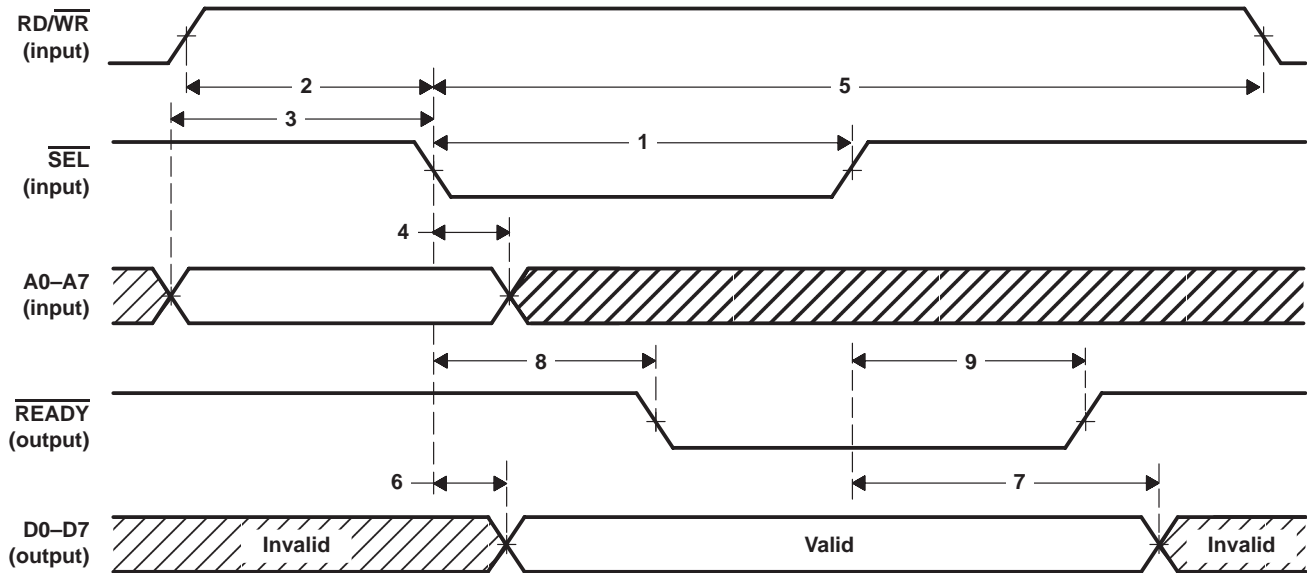 RD/WR
(input)
2
5
3
SEL
(input)
1
4
A0–A7
(input)
8
9
READY
(output)
6
7
D0–D7
(output)
Invalid
Valid
Invalid